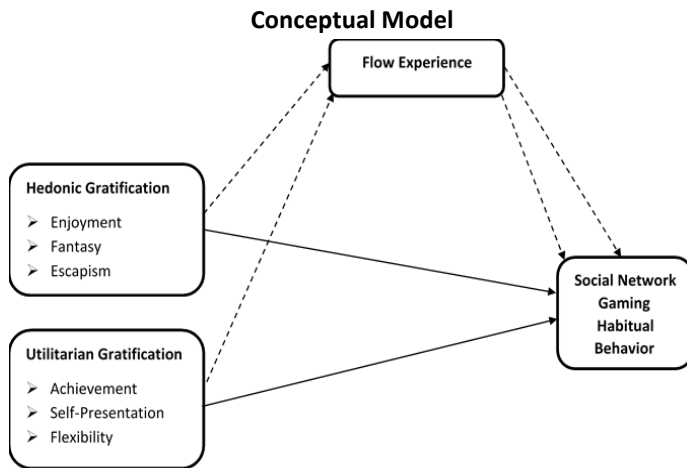 Conceptual Model
Flow Experience
Hedonic Gratification
➢ Enjoyment
➢ Fantasy
➢ Escapism
Utilitarian Gratification
➢ Achievement
➢ Self-Presentation
➢ Flexibility
Social Network
Gaming
Habitual
Behavior